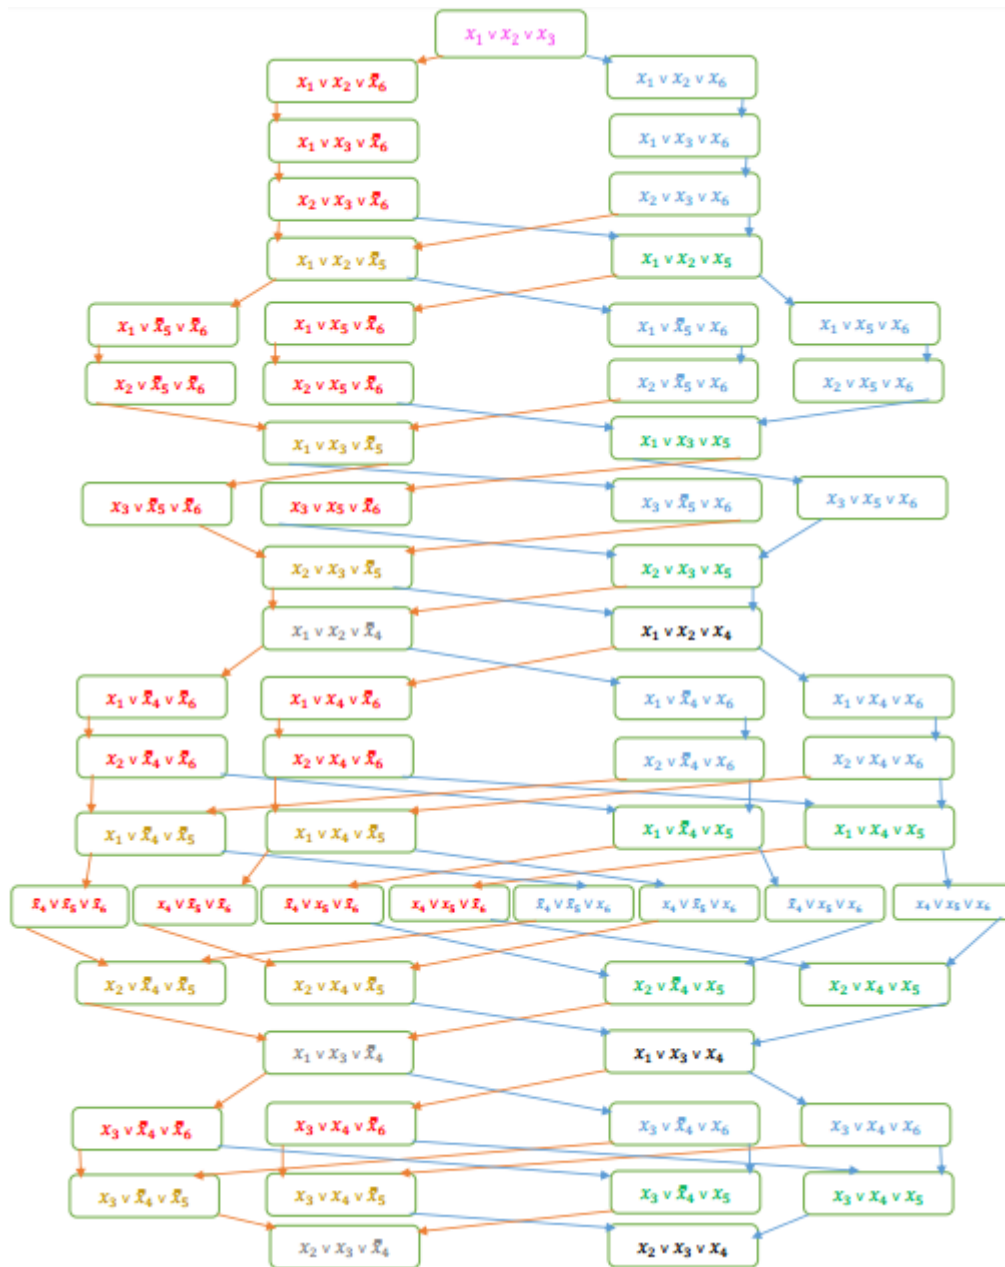 x₁ ∨ x₂ ∨ x₃
x₁ ∨ x₂ ∨ x̄₆ x₁ ∨ x₂ ∨ x₆
x₁ ∨ x₃ ∨ x̄₆ x₁ ∨ x₃ ∨ x₆
x₂ ∨ x₃ ∨ x̄₆ x₂ ∨ x₃ ∨ x₆
x₁ ∨ x₂ ∨ x̄₅ x₁ ∨ x₂ ∨ x₅
x₁ ∨ x̄₅ ∨ x̄₆ x₁ ∨ x₅ ∨ x̄₆ x₁ ∨ x̄₅ ∨ x₆ x₁ ∨ x₅ ∨ x₆
x₂ ∨ x̄₅ ∨ x̄₆ x₂ ∨ x₅ ∨ x̄₆ x₂ ∨ x̄₅ ∨ x₆ x₂ ∨ x₅ ∨ x₆
x₁ ∨ x₃ ∨ x̄₅ x₁ ∨ x₃ ∨ x₅
x₃ ∨ x̄₅ ∨ x̄₆ x₃ ∨ x₅ ∨ x̄₆ x₃ ∨ x̄₅ ∨ x₆ x₃ ∨ x₅ ∨ x₆
x₂ ∨ x₃ ∨ x̄₅ x₂ ∨ x₃ ∨ x₅
x₁ ∨ x₂ ∨ x̄₄ x₁ ∨ x₂ ∨ x₄
x₁ ∨ x̄₄ ∨ x̄₆ x₁ ∨ x₄ ∨ x̄₆ x₁ ∨ x̄₄ ∨ x₆ x₁ ∨ x₄ ∨ x₆
x₂ ∨ x̄₄ ∨ x̄₆ x₂ ∨ x₄ ∨ x̄₆ x₂ ∨ x̄₄ ∨ x₆ x₂ ∨ x₄ ∨ x₆
x₁ ∨ x̄₄ ∨ x̄₅ x₁ ∨ x₄ ∨ x̄₅ x₁ ∨ x̄₄ ∨ x₅ x₁ ∨ x₄ ∨ x₅
x̄₄ ∨ x̄₅ ∨ x̄₆ x₄ ∨ x̄₅ ∨ x̄₆ x̄₄ ∨ x₅ ∨ x̄₆ x₄ ∨ x₅ ∨ x̄₆ x̄₄ ∨ x̄₅ ∨ x₆ x₄ ∨ x̄₅ ∨ x₆ x̄₄ ∨ x₅ ∨ x₆ x₄ ∨ x₅ ∨ x₆
x₂ ∨ x̄₄ ∨ x̄₅ x₂ ∨ x₄ ∨ x̄₅ x₂ ∨ x̄₄ ∨ x₅ x₂ ∨ x₄ ∨ x₅
x₁ ∨ x₃ ∨ x̄₄ x₁ ∨ x₃ ∨ x₄
x₃ ∨ x̄₄ ∨ x̄₆ x₃ ∨ x₄ ∨ x̄₆ x₃ ∨ x̄₄ ∨ x₆ x₃ ∨ x₄ ∨ x₆
x₃ ∨ x̄₄ ∨ x̄₅ x₃ ∨ x₄ ∨ x̄₅ x₃ ∨ x̄₄ ∨ x₅ x₃ ∨ x₄ ∨ x₅
x₂ ∨ x₃ ∨ x̄₄ x₂ ∨ x₃ ∨ x₄